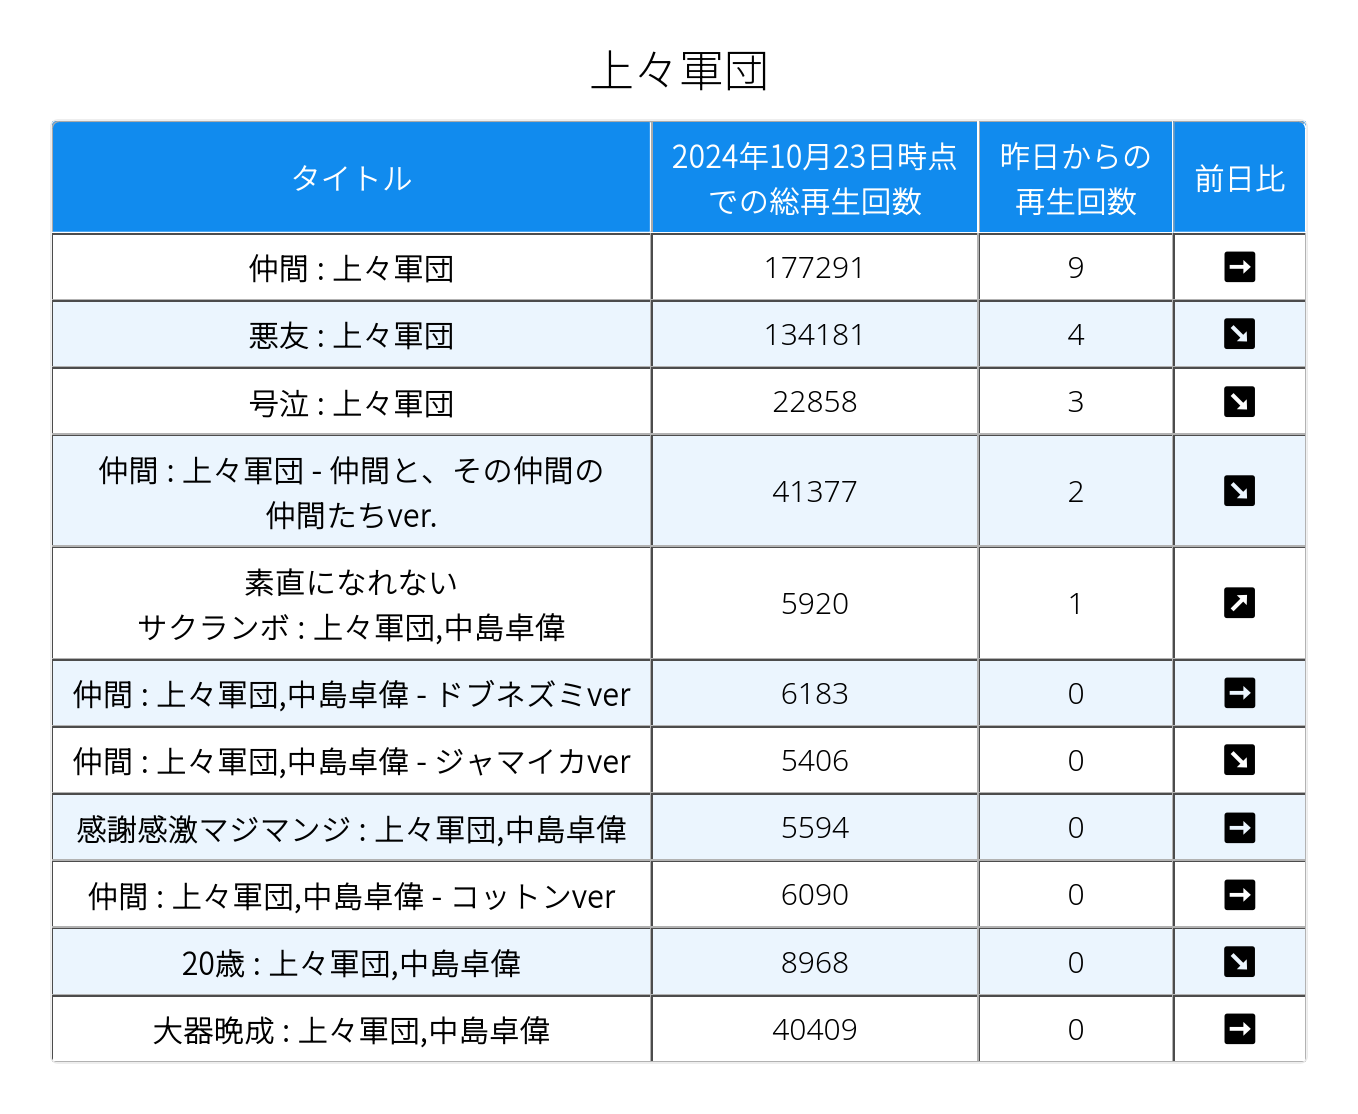 上々軍団
タイトル
2024年10月23日時点
での総再生回数
昨日からの
再生回数
前日比
仲間 : 上々軍団
177291
9
悪友 : 上々軍団
134181
4
号泣 : 上々軍団
22858
3
仲間 : 上々軍団 - 仲間と、その仲間の
仲間たちver.
41377
2
素直になれない
サクランボ : 上々軍団,中島卓偉
5920
1
仲間 : 上々軍団,中島卓偉 - ドブネズミver
6183
0
仲間 : 上々軍団,中島卓偉 - ジャマイカver
5406
0
感謝感激マジマンジ : 上々軍団,中島卓偉
5594
0
仲間 : 上々軍団,中島卓偉 - コットンver
6090
0
20歳 : 上々軍団,中島卓偉
8968
0
大器晩成 : 上々軍団,中島卓偉
40409
0